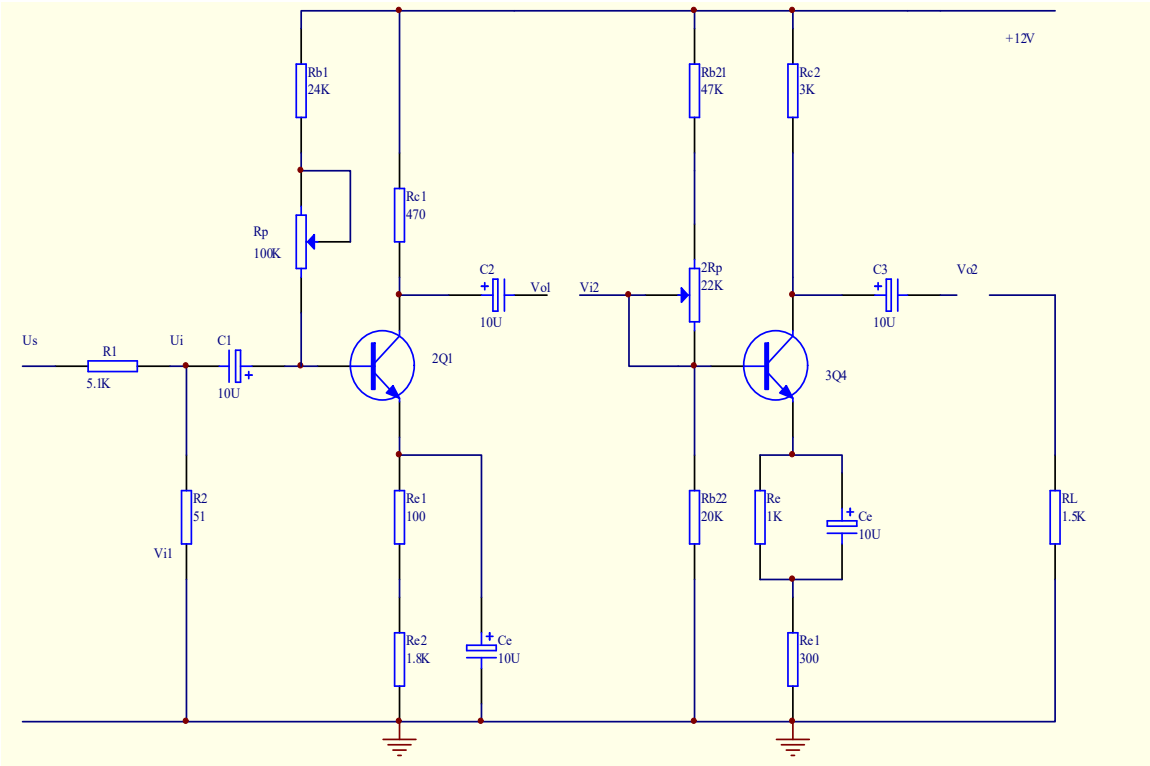 +12V
Rb1
24K
Rb21
47K
Rc2
3K
Rc1
470
Rp
100K
2Rp
22K
C2
10U
Vo1
Vi2
C3
10U
Vo2
Us
R1
5.1K
Ui
C1
10U
2Q1
3Q4
R2
51
Vi1
Re1
100
Rb22
20K
Re
1K
Ce
10U
RL
1.5K
Re2
1.8K
Ce
10U
Re1
300